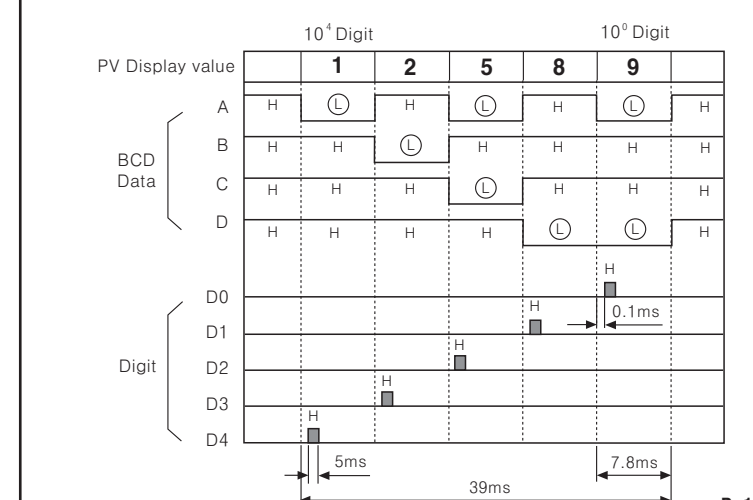 10⁴ Digit 10⁰ Digit
PV Display value 1 2 5 8 9
A H L H L H L H
B H H L H H H H
BCD
Data
C H H H L H H H
D H H H H L L H
H
D0
H 0.1ms
D1
H
D2
Digit
H
D3
H
D4
5ms 7.8ms
39ms